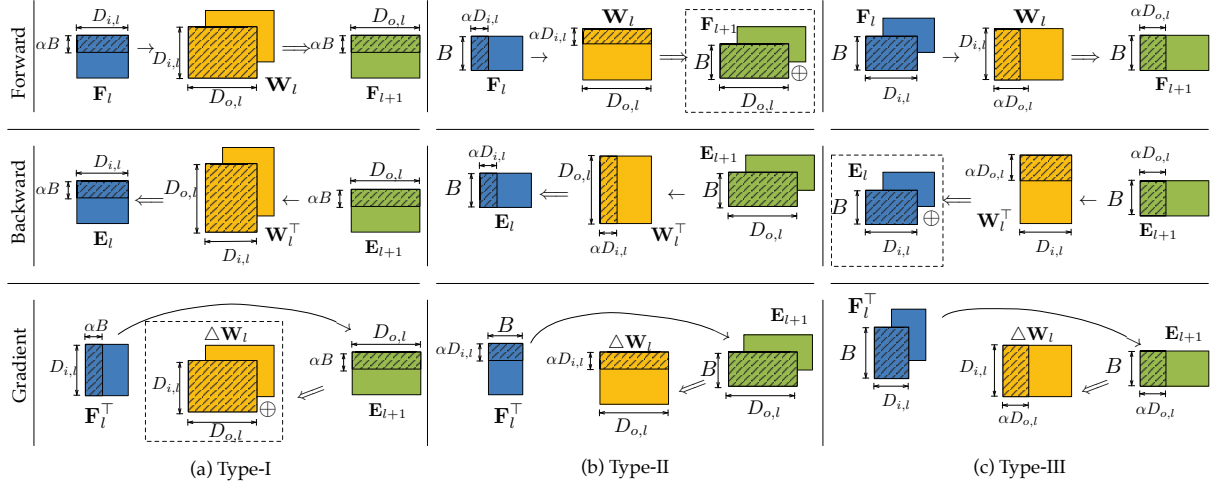 Forward
D_{i,l}
αB
D_{i,l}
D_{o,l}
F_l
W_l
D_{o,l}
αB
F_{l+1}
αD_{i,l}
B
F_l
W_l
αD_{i,l}
D_{o,l}
F_{l+1}
B
D_{o,l}
⊕
F_l
B
D_{i,l}
W_l
D_{i,l}
αD_{o,l}
αD_{o,l}
B
F_{l+1}
Backward
D_{i,l}
αB
E_l
D_{o,l}
D_{i,l}
W_l^⊤
D_{o,l}
αB
E_{l+1}
αD_{i,l}
B
E_l
D_{o,l}
αD_{i,l}
W_l^⊤
E_{l+1}
B
D_{o,l}
E_l
B
D_{i,l}
⊕
αD_{o,l}
W_l^⊤
D_{i,l}
αD_{o,l}
B
E_{l+1}
Gradient
αB
D_{i,l}
F_l^⊤
△W_l
D_{i,l}
D_{o,l}
⊕
D_{o,l}
αB
E_{l+1}
B
αD_{i,l}
F_l^⊤
△W_l
αD_{i,l}
D_{o,l}
E_{l+1}
B
D_{o,l}
F_l^⊤
B
D_{i,l}
△W_l
D_{i,l}
αD_{o,l}
E_{l+1}
B
αD_{o,l}
(a) Type-I
(b) Type-II
(c) Type-III